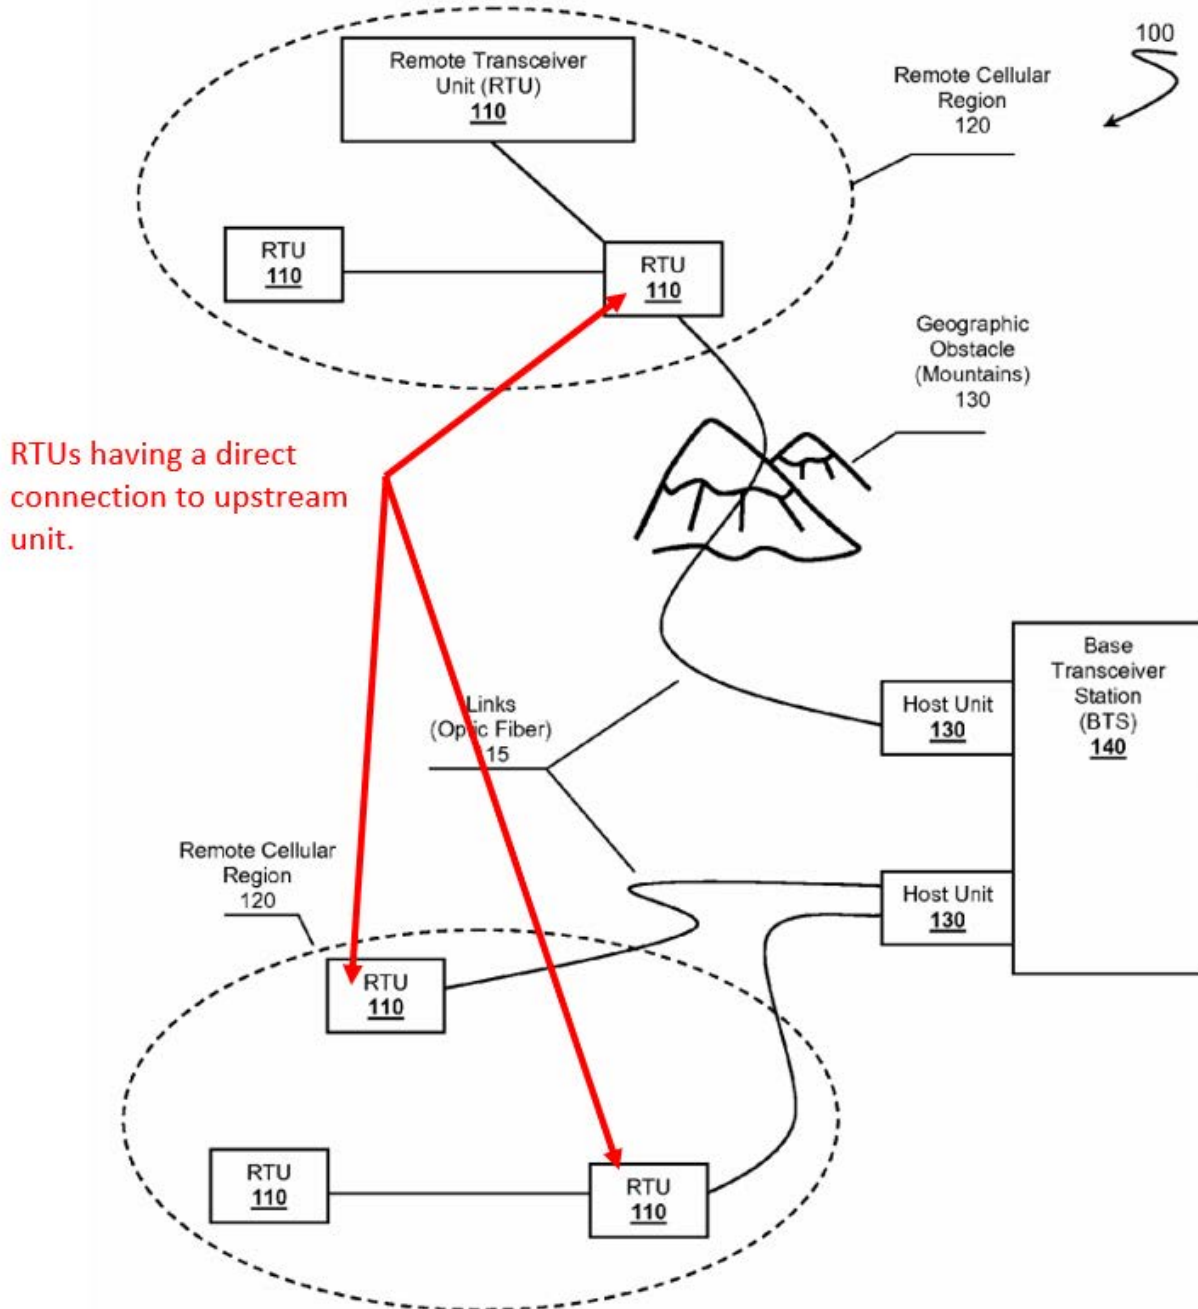 100
Remote Transceiver
Unit (RTU)
110
Remote Cellular
Region
120
RTU
110
RTU
110
Geographic
Obstacle
(Mountains)
130
RTUs having a direct
connection to upstream
unit.
Base
Transceiver
Station
(BTS)
140
Host Unit
130
Links
(Optic Fiber)
15
Remote Cellular
Region
120
Host Unit
130
RTU
110
RTU
110
RTU
110